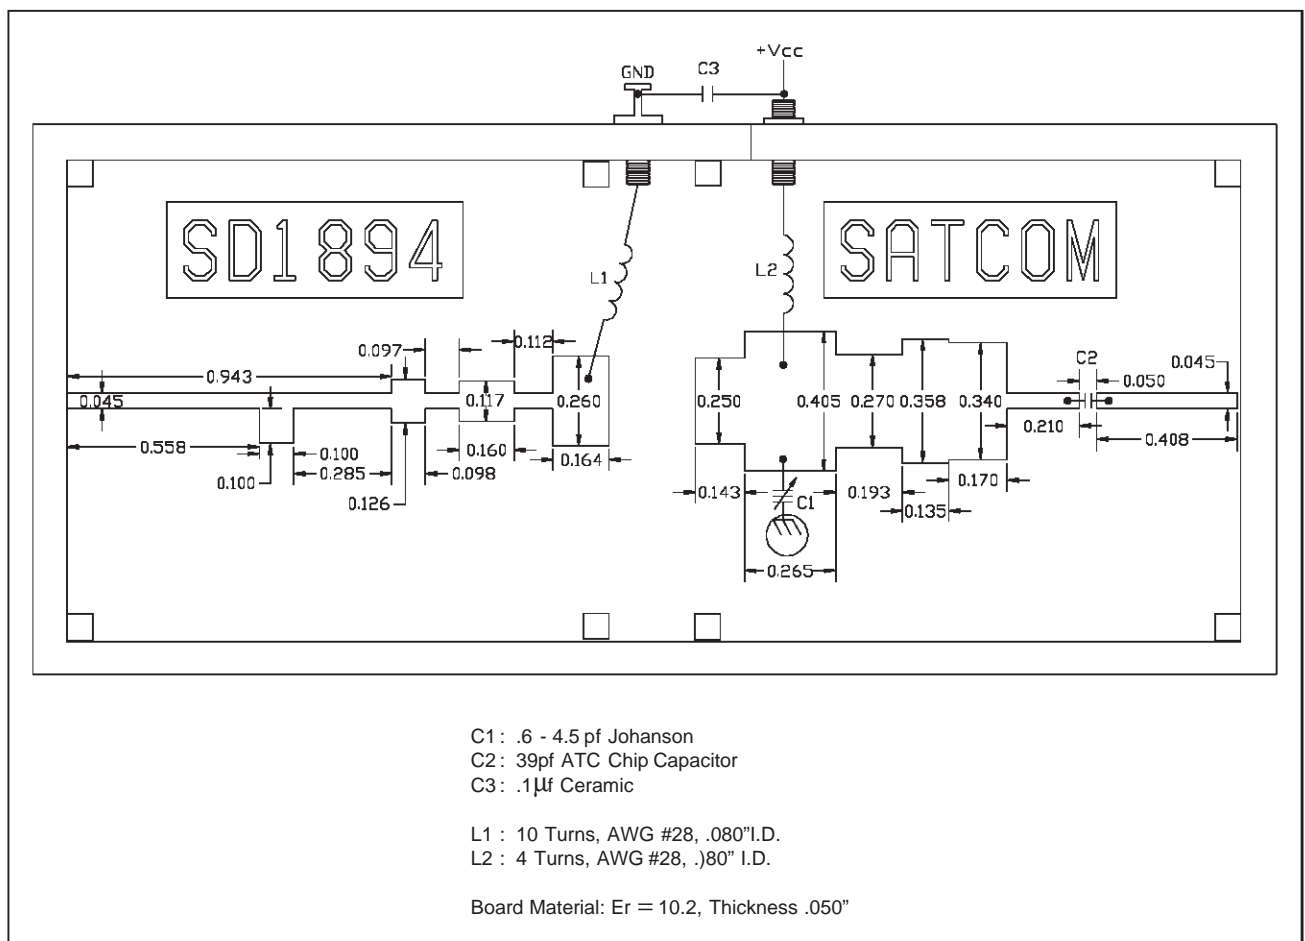 +Vcc
GND
C3
SD1894
SATCOM
L1
L2
0.112
0.097
0.943
C2
0.045
0.050
0.045
0.117
0.260
0.250
0.405
0.270
0.358
0.340
0.210
0.408
0.558
0.100
0.160
0.164
0.285
0.098
0.100
0.126
0.143
C1
0.193
0.170
0.135
0.265
C1 : .6 - 4.5 pf Johanson
C2 : 39pf ATC Chip Capacitor
C3 : .1µf Ceramic
L1 : 10 Turns, AWG #28, .080”I.D.
L2 : 4 Turns, AWG #28, .)80” I.D.
Board Material: Er = 10.2, Thickness .050”